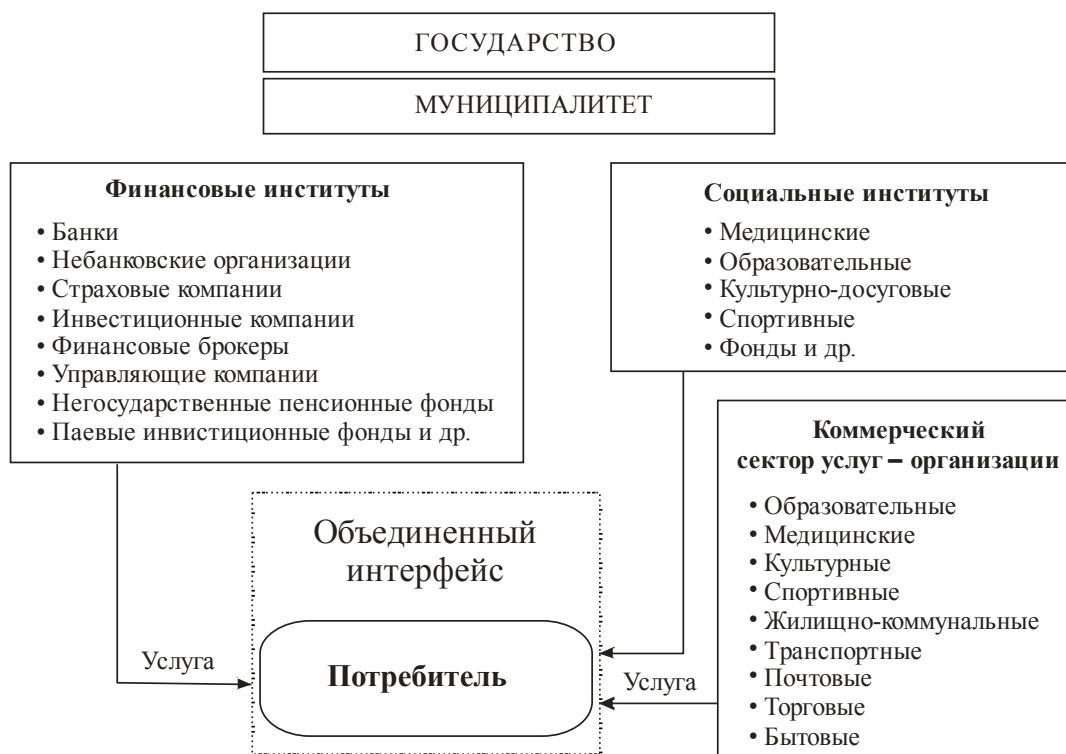 ГОСУДАРСТВО
МУНИЦИПАЛИТЕТ
Финансовые институты
• Банки
• Небанковские организации
• Страховые компании
• Инвестиционные компании
• Финансовые брокеры
• Управляющие компании
• Негосударственные пенсионные фонды
• Паевые инвистиционные фонды и др.
Социальные институты
• Медицинские
• Образовательные
• Культурно-досуговые
• Спортивные
• Фонды и др.
Коммерческий
сектор услуг – организации
• Образовательные
• Медицинские
• Культурные
• Спортивные
• Жилищно-коммунальные
• Транспортные
• Почтовые
• Торговые
• Бытовые
Объединенный
интерфейс
Услуга
Потребитель
Услуга